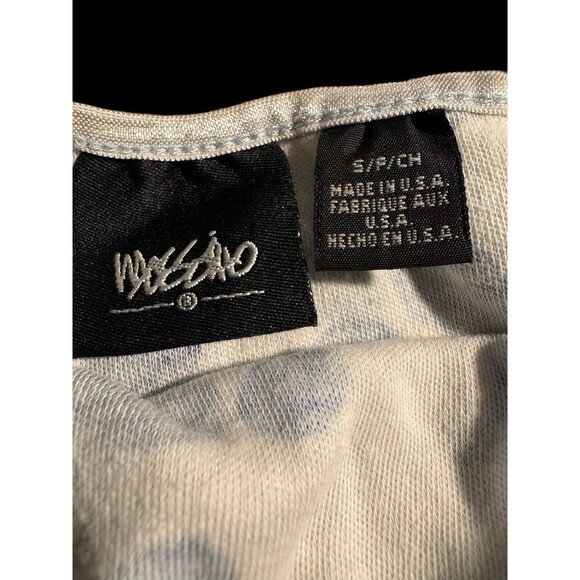 Mossimo
®
S/P/CH
MADE IN U.S.A.
FABRIQUE AUX
U.S.A.
HECHO EN U.S.A.